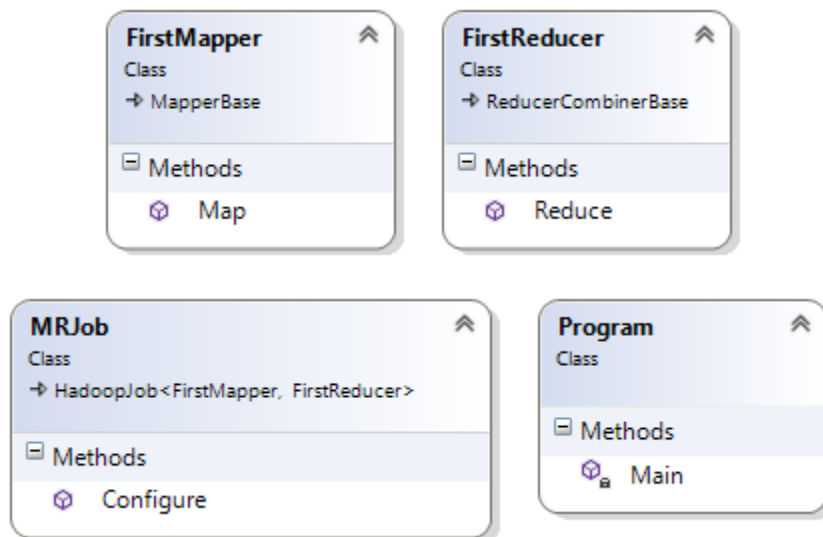 FirstMapper
Class
MapperBase
Methods
Map
FirstReducer
Class
ReducerCombinerBase
Methods
Reduce
MRJob
Class
HadoopJob<FirstMapper, FirstReducer>
Methods
Configure
Program
Class
Methods
Main